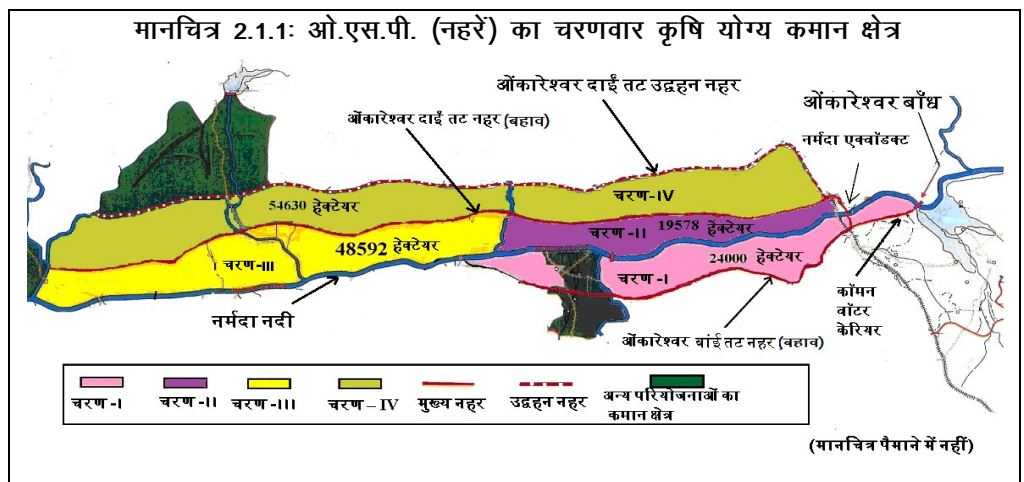 मानचित्र 2.1.1: ओ.एस.पी. (नहरें) का चरणवार कृषि योग्य कमान क्षेत्र
ओंकारेश्वर दाईं तट उद्वहन नहर
ओंकारेश्वर बाँध
ओंकारेश्वर दाईं तट नहर (बहाव)
नर्मदा एक्वॉडक्ट
54630 हेक्टेयर
चरण-IV
चरण-II 19578 हेक्टेयर
48592 हेक्टेयर
चरण-III
24000 हेक्टेयर
चरण-I
नर्मदा नदी
कॉमन
वॉटर
केरियर
ओंकारेश्वर बांई तट नहर (बहाव)
चरण-I
चरण-II
चरण-III
चरण – IV
मुख्य नहर
उद्वहन नहर
अन्य परियोजनाओं का
कमान क्षेत्र
(मानचित्र पैमाने में नहीं)